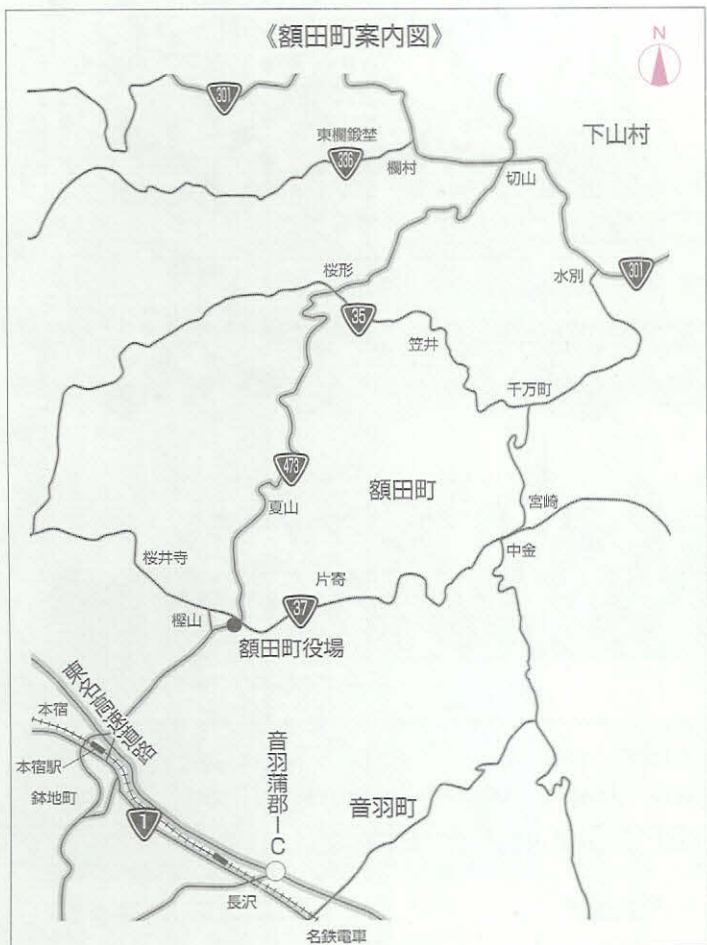 《額田町案内図》
N
301
東欄鍛埜
336
欄村
切山
下山村
桜形
水別
301
35
笠井
千万町
473
夏山
額田町
宮崎
中金
桜井寺
片寄
37
樫山
額田町役場
東名高速道路
本宿
本宿駅
鉢地町
1
音羽蒲郡IC
音羽町
長沢
名鉄電車